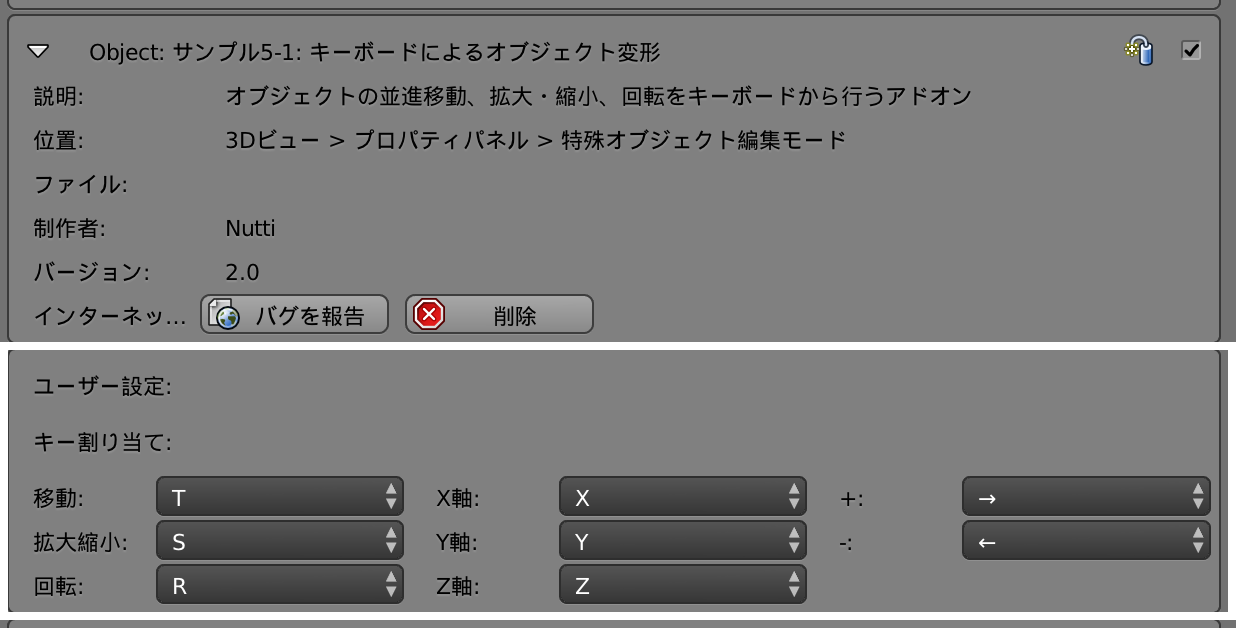 Object: サンプル5-1: キーボードによるオブジェクト変形
説明: オブジェクトの並進移動、拡大・縮小、回転をキーボードから行うアドオン
位置: 3Dビュー > プロパティパネル > 特殊オブジェクト編集モード
ファイル:
制作者: Nutti
バージョン: 2.0
インターネッ... バグを報告 削除
ユーザー設定:
キー割り当て:
移動: T X軸: X +: →
拡大縮小: S Y軸: Y -: ←
回転: R Z軸: Z